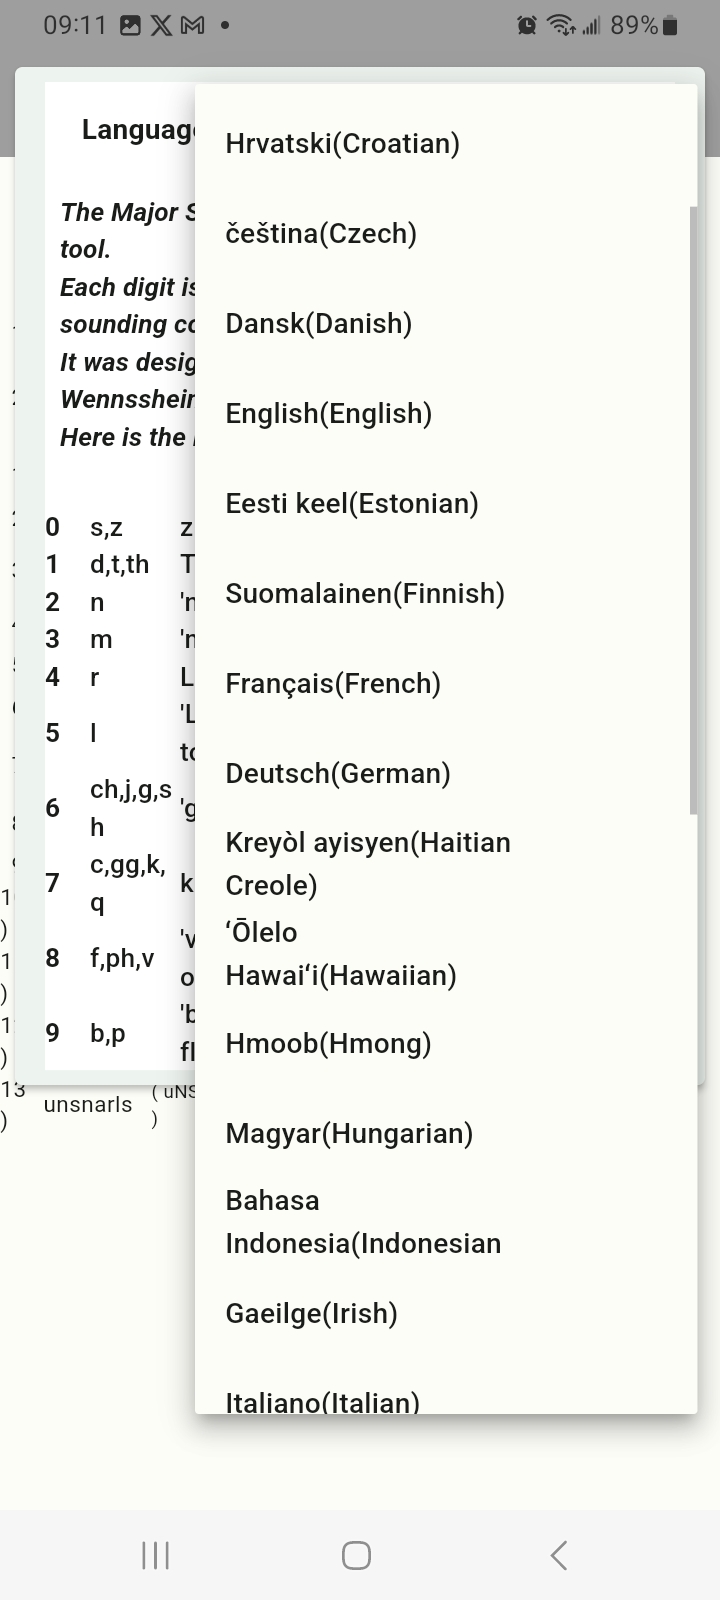 09:11
89%
Language
Hrvatski(Croatian)
The Major S
tool.
čeština(Czech)
Each digit is
sounding co
Dansk(Danish)
It was desig
Wennsshein
English(English)
Here is the
Eesti keel(Estonian)
0 s,z z
1 d,t,th T
Suomalainen(Finnish)
2 n 'n
3 m 'n
4 r L
Français(French)
5 l 'L
to
Deutsch(German)
6 ch,j,g,s
h 'g
Kreyòl ayisyen(Haitian
Creole)
7 c,gg,k,
q k
ʻŌlelo
Hawaiʻi(Hawaiian)
8 f,ph,v 'v
o
9 b,p 'b
fl
Hmoob(Hmong)
13
)
unsnarls
( uNS
)
Magyar(Hungarian)
Bahasa
Indonesia(Indonesian
Gaeilge(Irish)
Italiano(Italian)